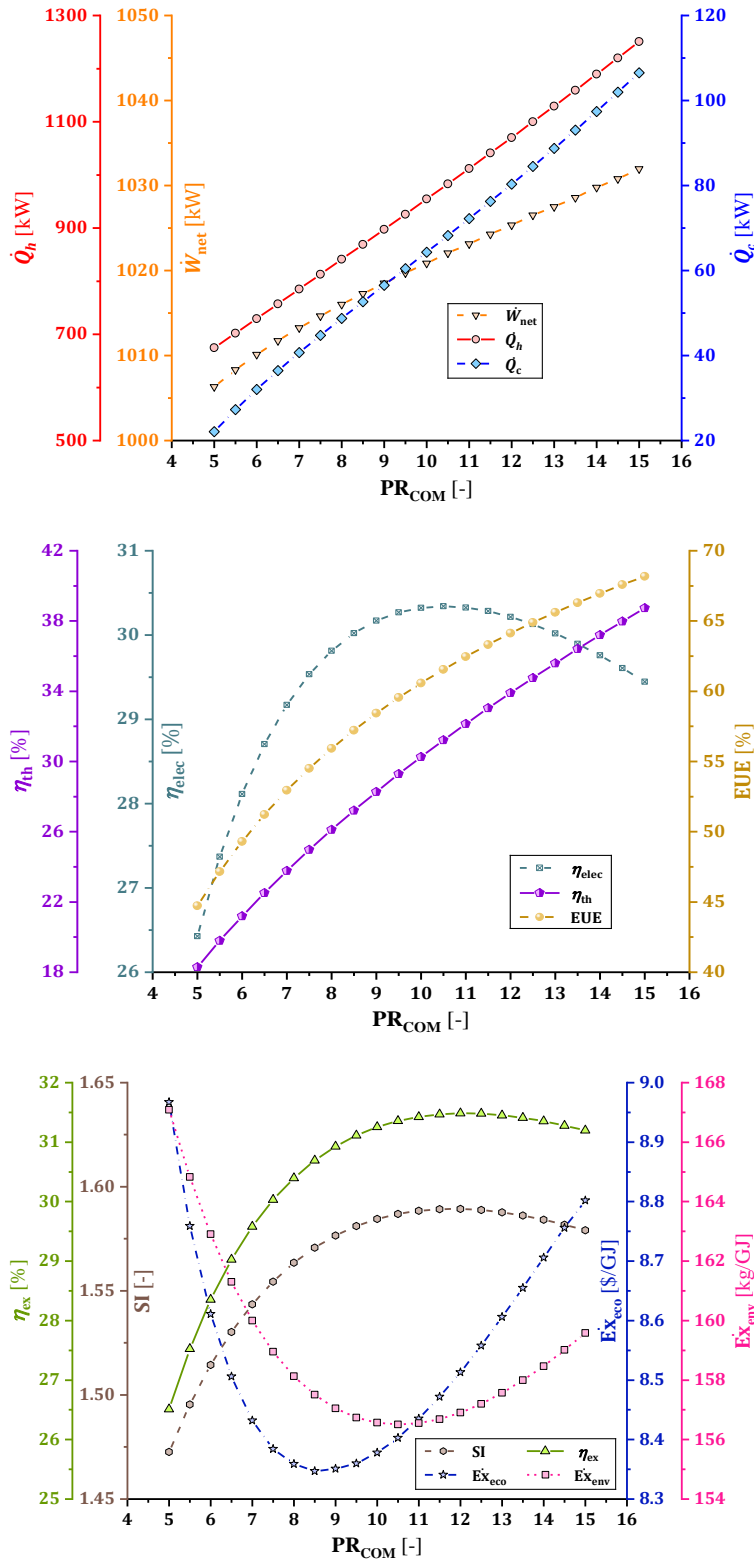 1300 1050 120
1040 100
1100
1030 80
Q̇h [kW] 900 Ẇnet [kW] Q̇c [kW]
1020 60
Ẇnet
700 Q̇h
1010 Q̇c 40
500 1000 20
4 5 6 7 8 9 10 11 12 13 14 15 16
PRCOM [-]
42 31 70
38 30 65
34 60
29
ηth [%] 30 ηelec [%] 55 EUE [%]
28
26 50
ηelec
22 27 ηth 45
EUE
18 26 40
4 5 6 7 8 9 10 11 12 13 14 15 16
PRCOM [-]
32 1.65 9.0 168
31 8.9 166
1.60
30 8.8 164
29 8.7 162
ηex [%] SI [-] 1.55 Ėxeco [$/GJ] Ėxenv [kg/GJ]
28 8.6 160
27 1.50 8.5 158
26 SI ηex 8.4 156
Ėxeco Ėxenv
25 1.45 8.3 154
4 5 6 7 8 9 10 11 12 13 14 15 16
PRCOM [-]